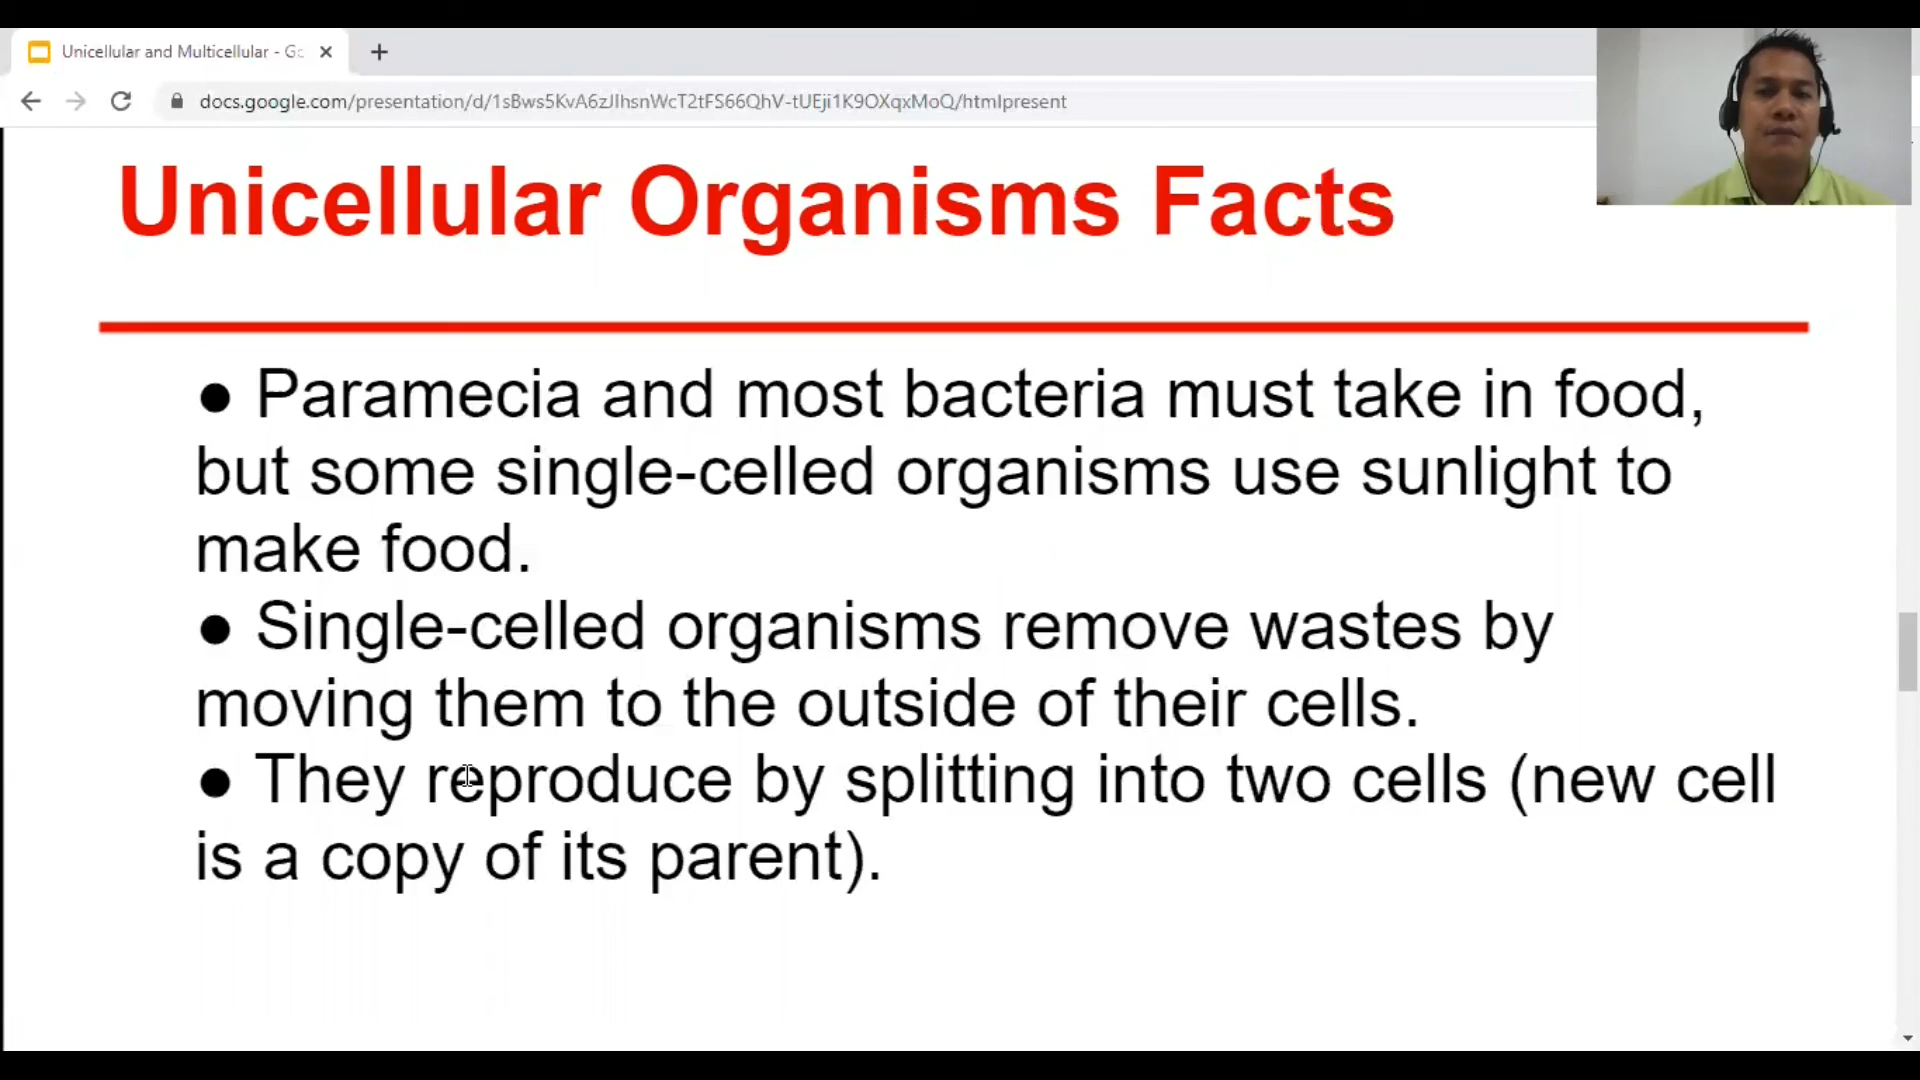 Unicellular and Multicellular - Go
docs.google.com/presentation/d/1sBws5KvA6zJlhsnWcT2tFS66QhV-tUEji1K9OXqxMoQ/htmlpresent
Unicellular Organisms Facts
● Paramecia and most bacteria must take in food,
but some single-celled organisms use sunlight to
make food.
● Single-celled organisms remove wastes by
moving them to the outside of their cells.
● They reproduce by splitting into two cells (new cell
is a copy of its parent).